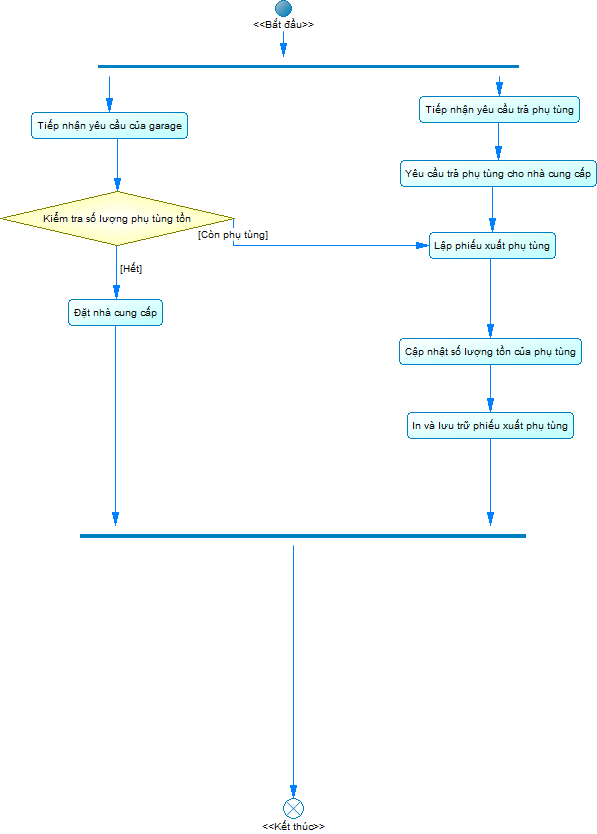 <<Bắt đầu>>
Tiếp nhận yêu cầu trả phụ tùng
Tiếp nhận yêu cầu của garage
Yêu cầu trả phụ tùng cho nhà cung cấp
Kiểm tra số lượng phụ tùng tồn
[Còn phụ tùng]
Lập phiếu xuất phụ tùng
[Hết]
Đặt nhà cung cấp
Cập nhật số lượng tồn của phụ tùng
In và lưu trữ phiếu xuất phụ tùng
<<Kết thúc>>